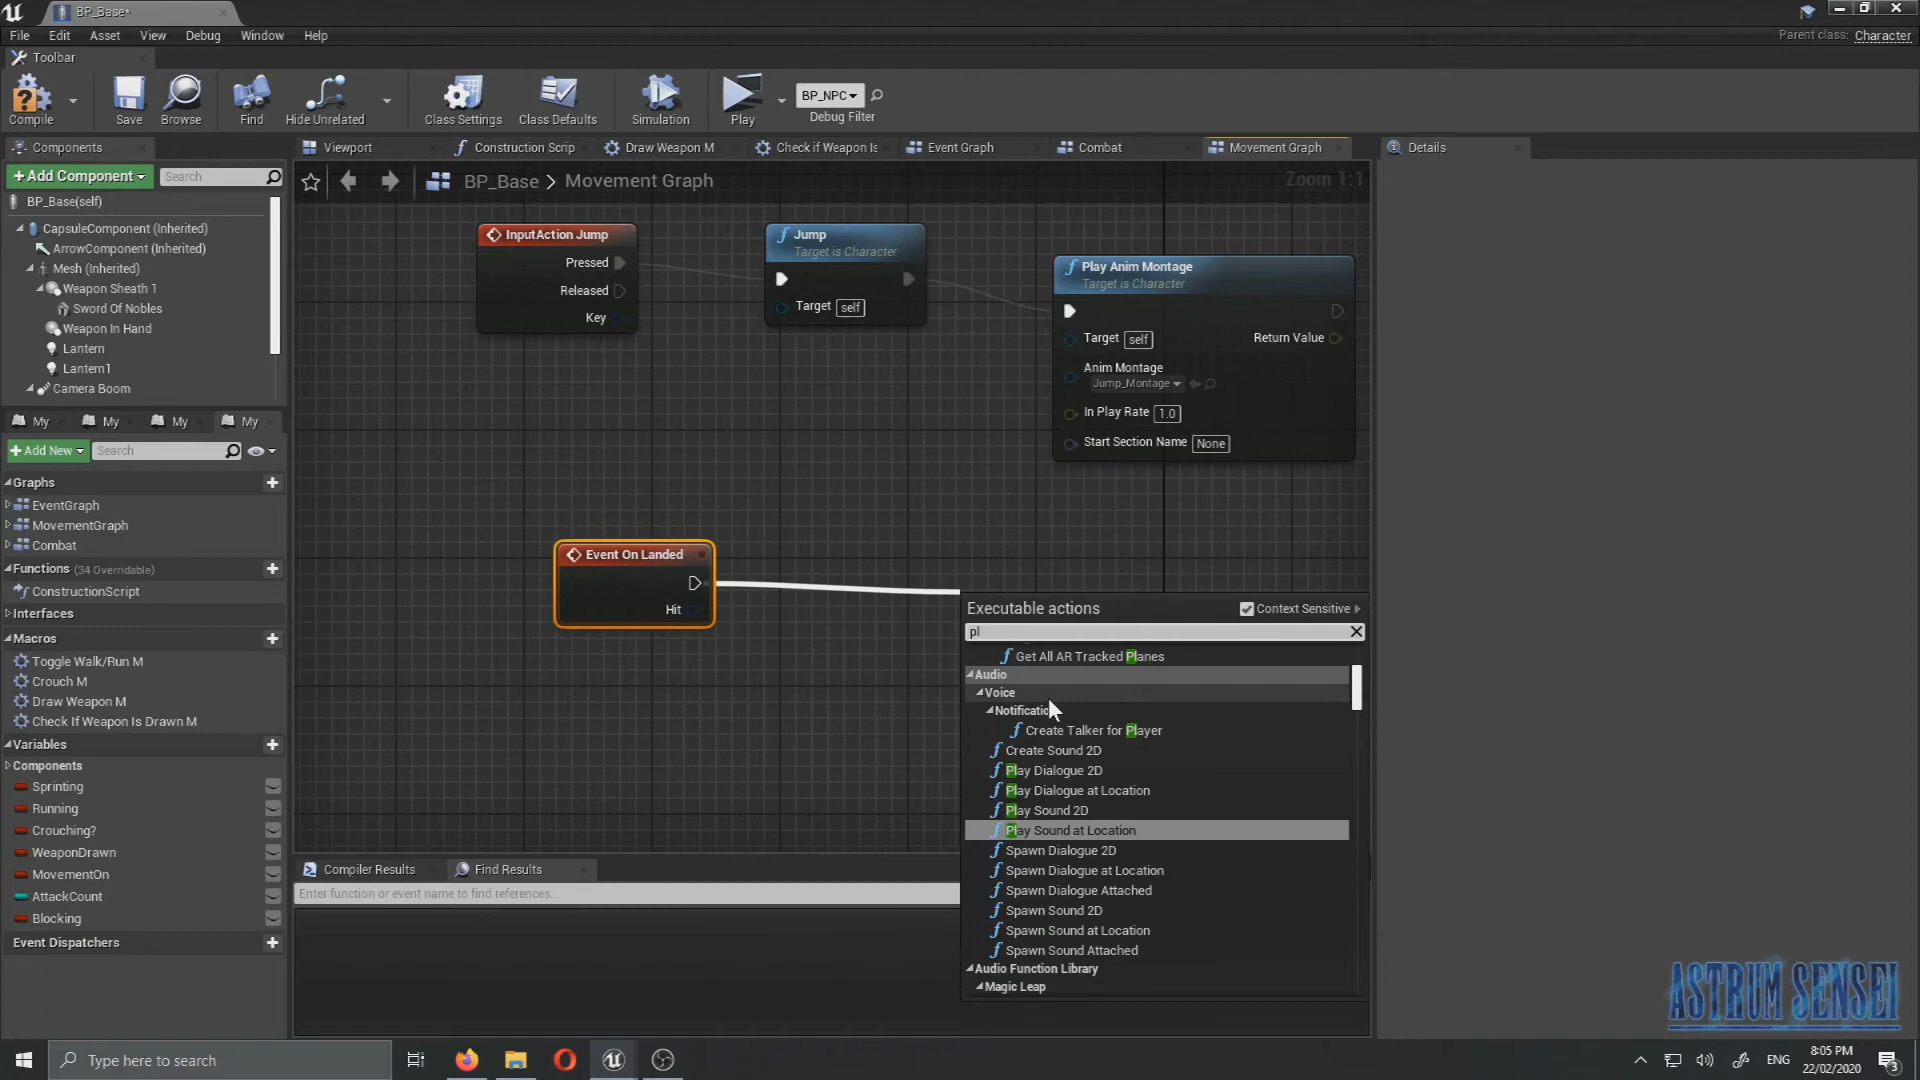 BP_Base*
File Edit Asset View Debug Window Help
Parent class: Character
Toolbar
Compile Save Browse Find Hide Unrelated Class Settings Class Defaults Simulation Play BP_NPC Debug Filter
Components
Viewport Construction Scrip Draw Weapon M Check if Weapon Is Event Graph Combat Movement Graph Details
+Add Component Search
BP_Base > Movement Graph
Zoom 1:1
BP_Base(self)
CapsuleComponent (Inherited)
ArrowComponent (Inherited)
Mesh (Inherited)
Weapon Sheath 1
Sword Of Nobles
Weapon In Hand
Lantern
Lantern1
Camera Boom
My My My My
+Add New Search
Graphs
EventGraph
MovementGraph
Combat
Functions (34 Overridable)
ConstructionScript
Interfaces
Macros
Toggle Walk/Run M
Crouch M
Draw Weapon M
Check If Weapon Is Drawn M
Variables
Components
Sprinting
Running
Crouching?
WeaponDrawn
MovementOn
AttackCount
Blocking
Event Dispatchers
InputAction Jump
Pressed
Released
Key
Jump
Target is Character
Target self
Play Anim Montage
Target is Character
Target self
Return Value
Anim Montage
Jump_Montage
In Play Rate 1.0
Start Section Name None
Event On Landed
Hit
Executable actions
Context Sensitive
pl
Get All AR Tracked Planes
Audio
Voice
Notification
Create Talker for Player
Create Sound 2D
Play Dialogue 2D
Play Dialogue at Location
Play Sound 2D
Play Sound at Location
Spawn Dialogue 2D
Spawn Dialogue at Location
Spawn Dialogue Attached
Spawn Sound 2D
Spawn Sound at Location
Spawn Sound Attached
Audio Function Library
Magic Leap
Compiler Results Find Results
Enter function or event name to find references...
ASTRUM SENSEI
Type here to search
ENG
8:05 PM
22/02/2020
3